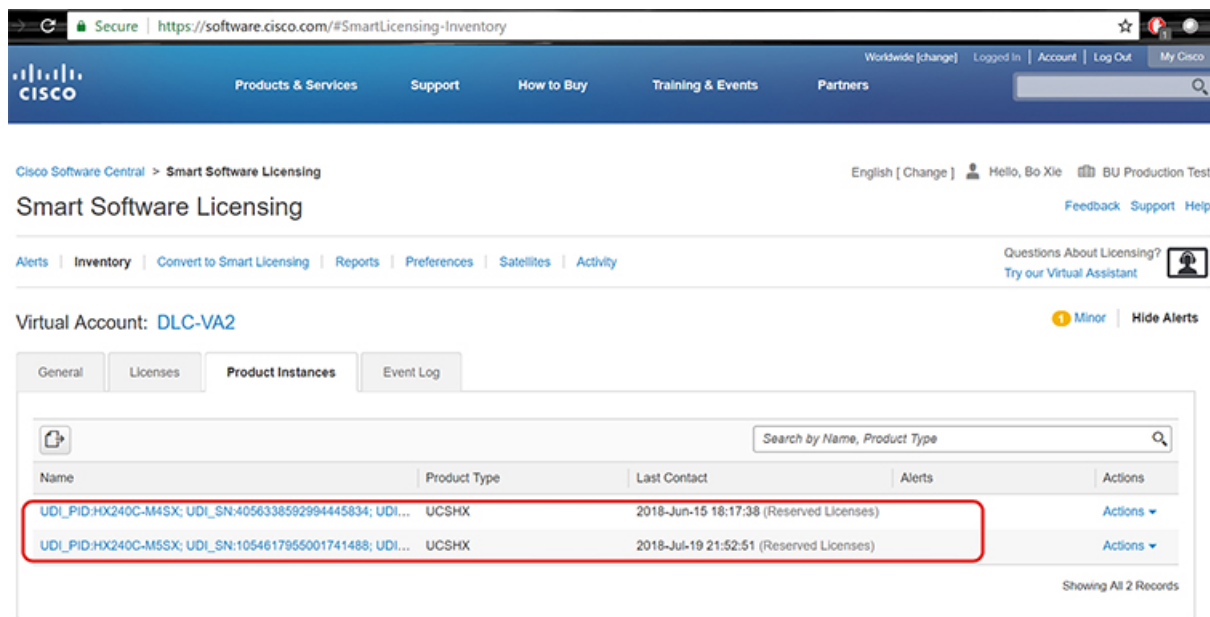 Secure | https://software.cisco.com/#SmartLicensing-Inventory
1
Worldwide [change] Logged In | Account | Log Out My Cisco
CISCO
Products & Services Support How to Buy Training & Events Partners
Cisco Software Central > Smart Software Licensing
English [ Change ] Hello, Bo Xie BU Production Test
Smart Software Licensing
Feedback Support Help
Alerts | Inventory | Convert to Smart Licensing | Reports | Preferences | Satellites | Activity
Questions About Licensing?
Try our Virtual Assistant
Virtual Account: DLC-VA2
1 Minor | Hide Alerts
General Licenses Product Instances Event Log
Search by Name, Product Type
Name Product Type Last Contact Alerts Actions
UDI_PID:HX240C-M4SX; UDI_SN:4056338592994445834; UDI... UCSHX 2018-Jun-15 18:17:38 (Reserved Licenses) Actions
UDI_PID:HX240C-M5SX; UDI_SN:1054617955001741488; UDI... UCSHX 2018-Jul-19 21:52:51 (Reserved Licenses) Actions
Showing All 2 Records